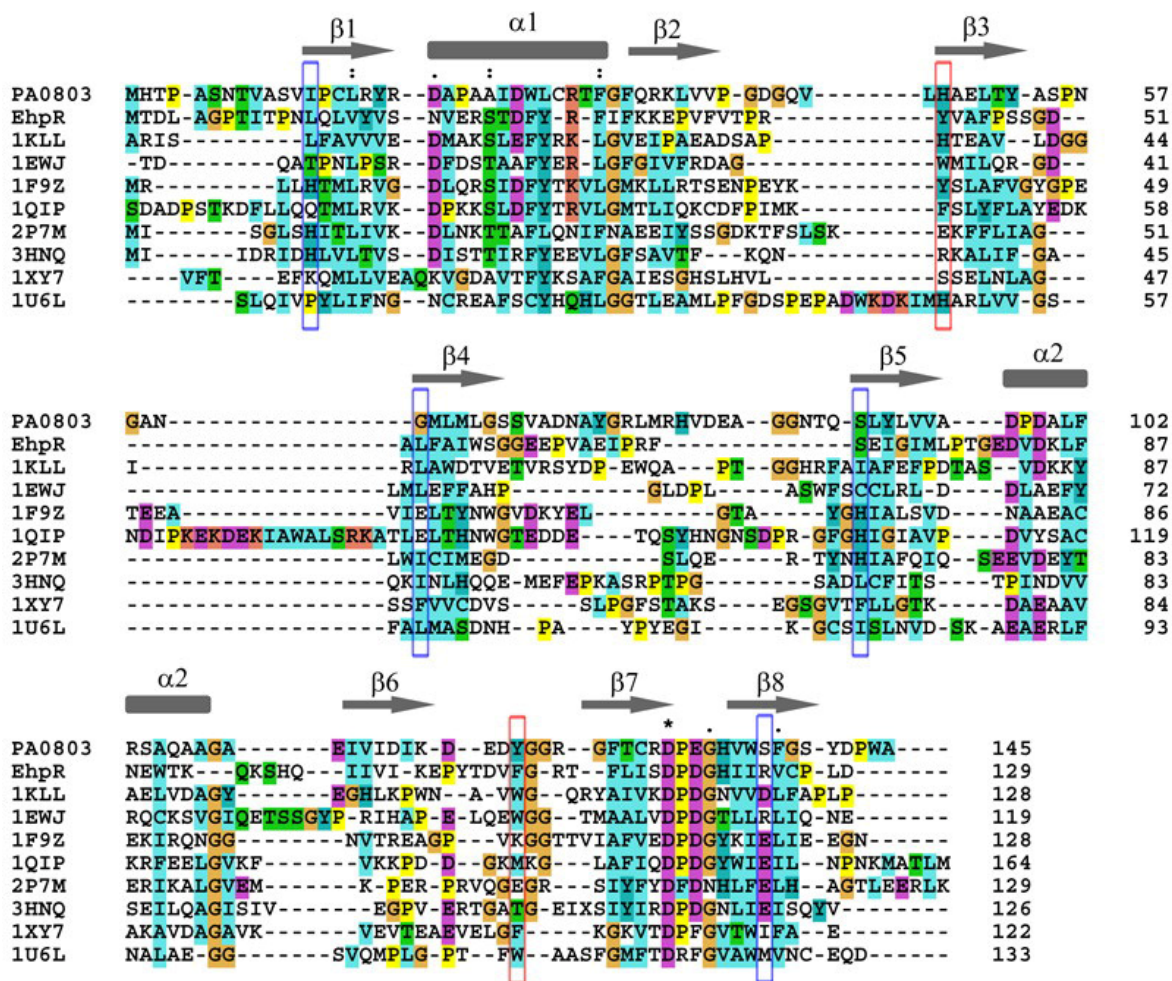 β1 α1 β2 β3
: . : : .
PA0803 MHTP-ASNTVASVIPCLRYR-DAPAAIDWLCRTFGFQRKLVVP-GDGQV---------LHAELTY-ASPN 57
EhpR MTDL-AGPTITPNLQLVYVS-NVERSTDFYR-FIFKKEPVFVTPR--------------YVAFPSSGD-- 51
1KLL ARIS---------LFAVVVE-DMAKSLEFYRK-LGVEIPAEADSAP-------------HTEAV--LDGG 44
1EWJ TD--------QATPNLPSR-DFDSTAAFYER-LGFGIVFRDAG---------------WMILQR-GD-- 41
1F9Z MR---------LLHTMLRVG-DLQRSIDFYTKVLGMKLLRTSENPEYK-----------YSLAFVGYGPE 49
1QIP SDADPSTKDFLLQQTMLRVK-DPKKSLDFYTRVLGMTLIQKCDFPIMK-----------FSLYFLAYEDK 58
2P7M MI-------SGLSHITLIVK-DLNKTTAFLQNIFNAEEIYSSGDKTFSLSK--------EKFFLIAG--- 51
3HNQ MI------IDRIDHLVLTVS-DISTTIRFYEEVLGFSAVTF--KQN-----------RKALIF-GA-- 45
1XY7 VFT----EFKQMLLVEAQKVGDAVTFYKSAFGAIESGHSLHVL------------SSELNLAG--- 47
1U6L --------SLQIVPYLIFNG-NCREAFSCYHQHLGGTLEAMLPFGDSPEPADWKDKIMHARLVV-GS-- 57
β4 β5 α2
PA0803 GAN------------------GMLMLGSSVADNAYGRLMRHVDEA--GGNTQ-SLYLVVA----DPDALF 102
EhpR --------------------ALFAIWSGGEEPVAEIPRF--------------SEIGIMLPTGEDVDKLF 87
1KLL I-------------------RLAWDTVETVRSYDP-EWQA---PT--GGHRFAIAFEFPDTAS--VDKKY 87
1EWJ --------------------LMLEFFAHP---------GLDPL-----ASWFSCCLRL-D----DLAEFY 72
1F9Z TEEA----------------VIELTYNWGVDKYEL---------GTA-----YGHIALSVD----NAAEAC 86
1QIP NDIPKEKDEKIAWALSRKATLELTHNWGTEDDE-----TQSYHNGNSDPR-GFGHIGIAVP----DVYSAC 119
2P7M --------------------LWICIMEGD----------SLQE------RTYNHIAFQIQ--SEEVDEYT 83
3HNQ --------------------QKINLHQQE-MEFEPKASRPTPG-------SADLCFITS----TPINDVV 83
1XY7 --------------------SSFVVCDVS-----SLPGFSTAKS---EGSGVTFLLGTK-----DAEAAV 84
1U6L --------------------FALMASDNH--PA--YPYEGI--------K-GCSISLNVD-SK-AEAERLF 93
α2 β6 β7 β8
* . .
PA0803 RSAQAAGA-------EIVIDIK-D--EDYGGR--GFTCRDPEGHVWSFGS-YDPWA-- 145
EhpR NEWTK---QKSHQ--IIVI-KEPYTDVFG-RT--FLISDPDGHIIRVCP-LD---- 129
1KLL AELVDAGY-------EGHLKPWN--AVWG--QRYAIVKDPDGNVVDLFAPLP---- 128
1EWJ RQCKSVGIQETSSGYP-RIHAP-E-LQEWGG--TMAALVDPDGTLLRLIQ-NE---- 119
1F9Z EKIRQNGG-------NVTREAGP--VKGGTTVIAFVEDPDGYKIELIE-EGN--- 128
1QIP KRFEELGVKF-----VKKPD-D--GKMKG---LAFIQDPDGYWIEIL--NPNKMATLM 164
2P7M ERIKALGVEM-----K-PER-PRVQGEGR---SIYFYDFDNHLFELH--AGTLEERLK 129
3HNQ SEILQAGISIV-----EGPV-ERTGATG-EIXSIYIRDPDGNLIEISQYV------ 126
1XY7 AKAVDAGAVK------VEVTEAEVELGF-----KGKVTDPFGVTWIFA--E----- 122
1U6L NALAEGG--------SVQMPLG-PT--FW--AASFGMFTDRFGVAWMVNCEQD---- 133